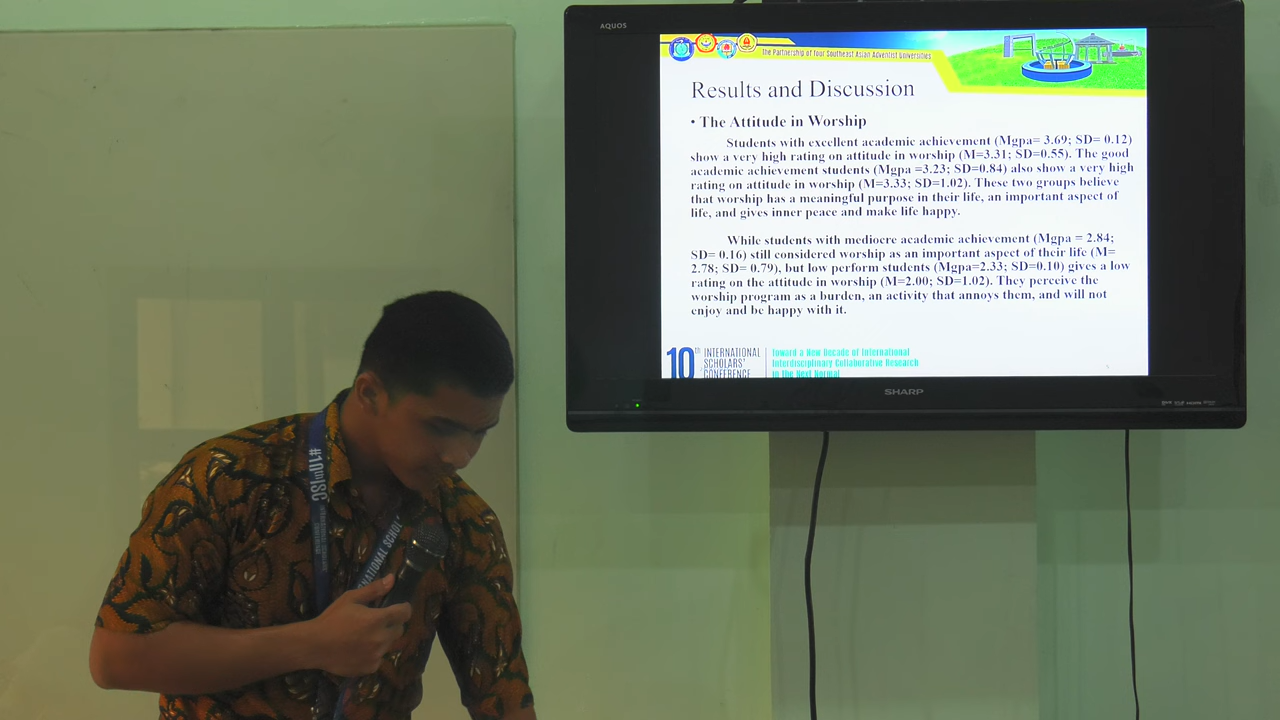 AQUOS
The Partnership of Four Southeast Asian Adventist Universities
Results and Discussion
• The Attitude in Worship
Students with excellent academic achievement (Mgpa= 3.69; SD= 0.12)
show a very high rating on attitude in worship (M=3.31; SD=0.55). The good
academic achievement students (Mgpa =3.23; SD=0.84) also show a very high
rating on attitude in worship (M=3.33; SD=1.02). These two groups believe
that worship has a meaningful purpose in their life, an important aspect of
life, and gives inner peace and make life happy.
While students with mediocre academic achievement (Mgpa = 2.84;
SD= 0.16) still considered worship as an important aspect of their life (M=
2.78; SD= 0.79), but low perform students (Mgpa=2.33; SD=0.10) gives a low
rating on the attitude in worship (M=2.00; SD=1.02). They perceive the
worship program as a burden, an activity that annoys them, and will not
enjoy and be happy with it.
10th INTERNATIONAL
SCHOLARS'
CONFERENCE
Toward a New Decade of International
Interdisciplinary Collaborative Research
in the Next Normal
SHARP
HDMI
#10thISC
NATIONAL SCHOL